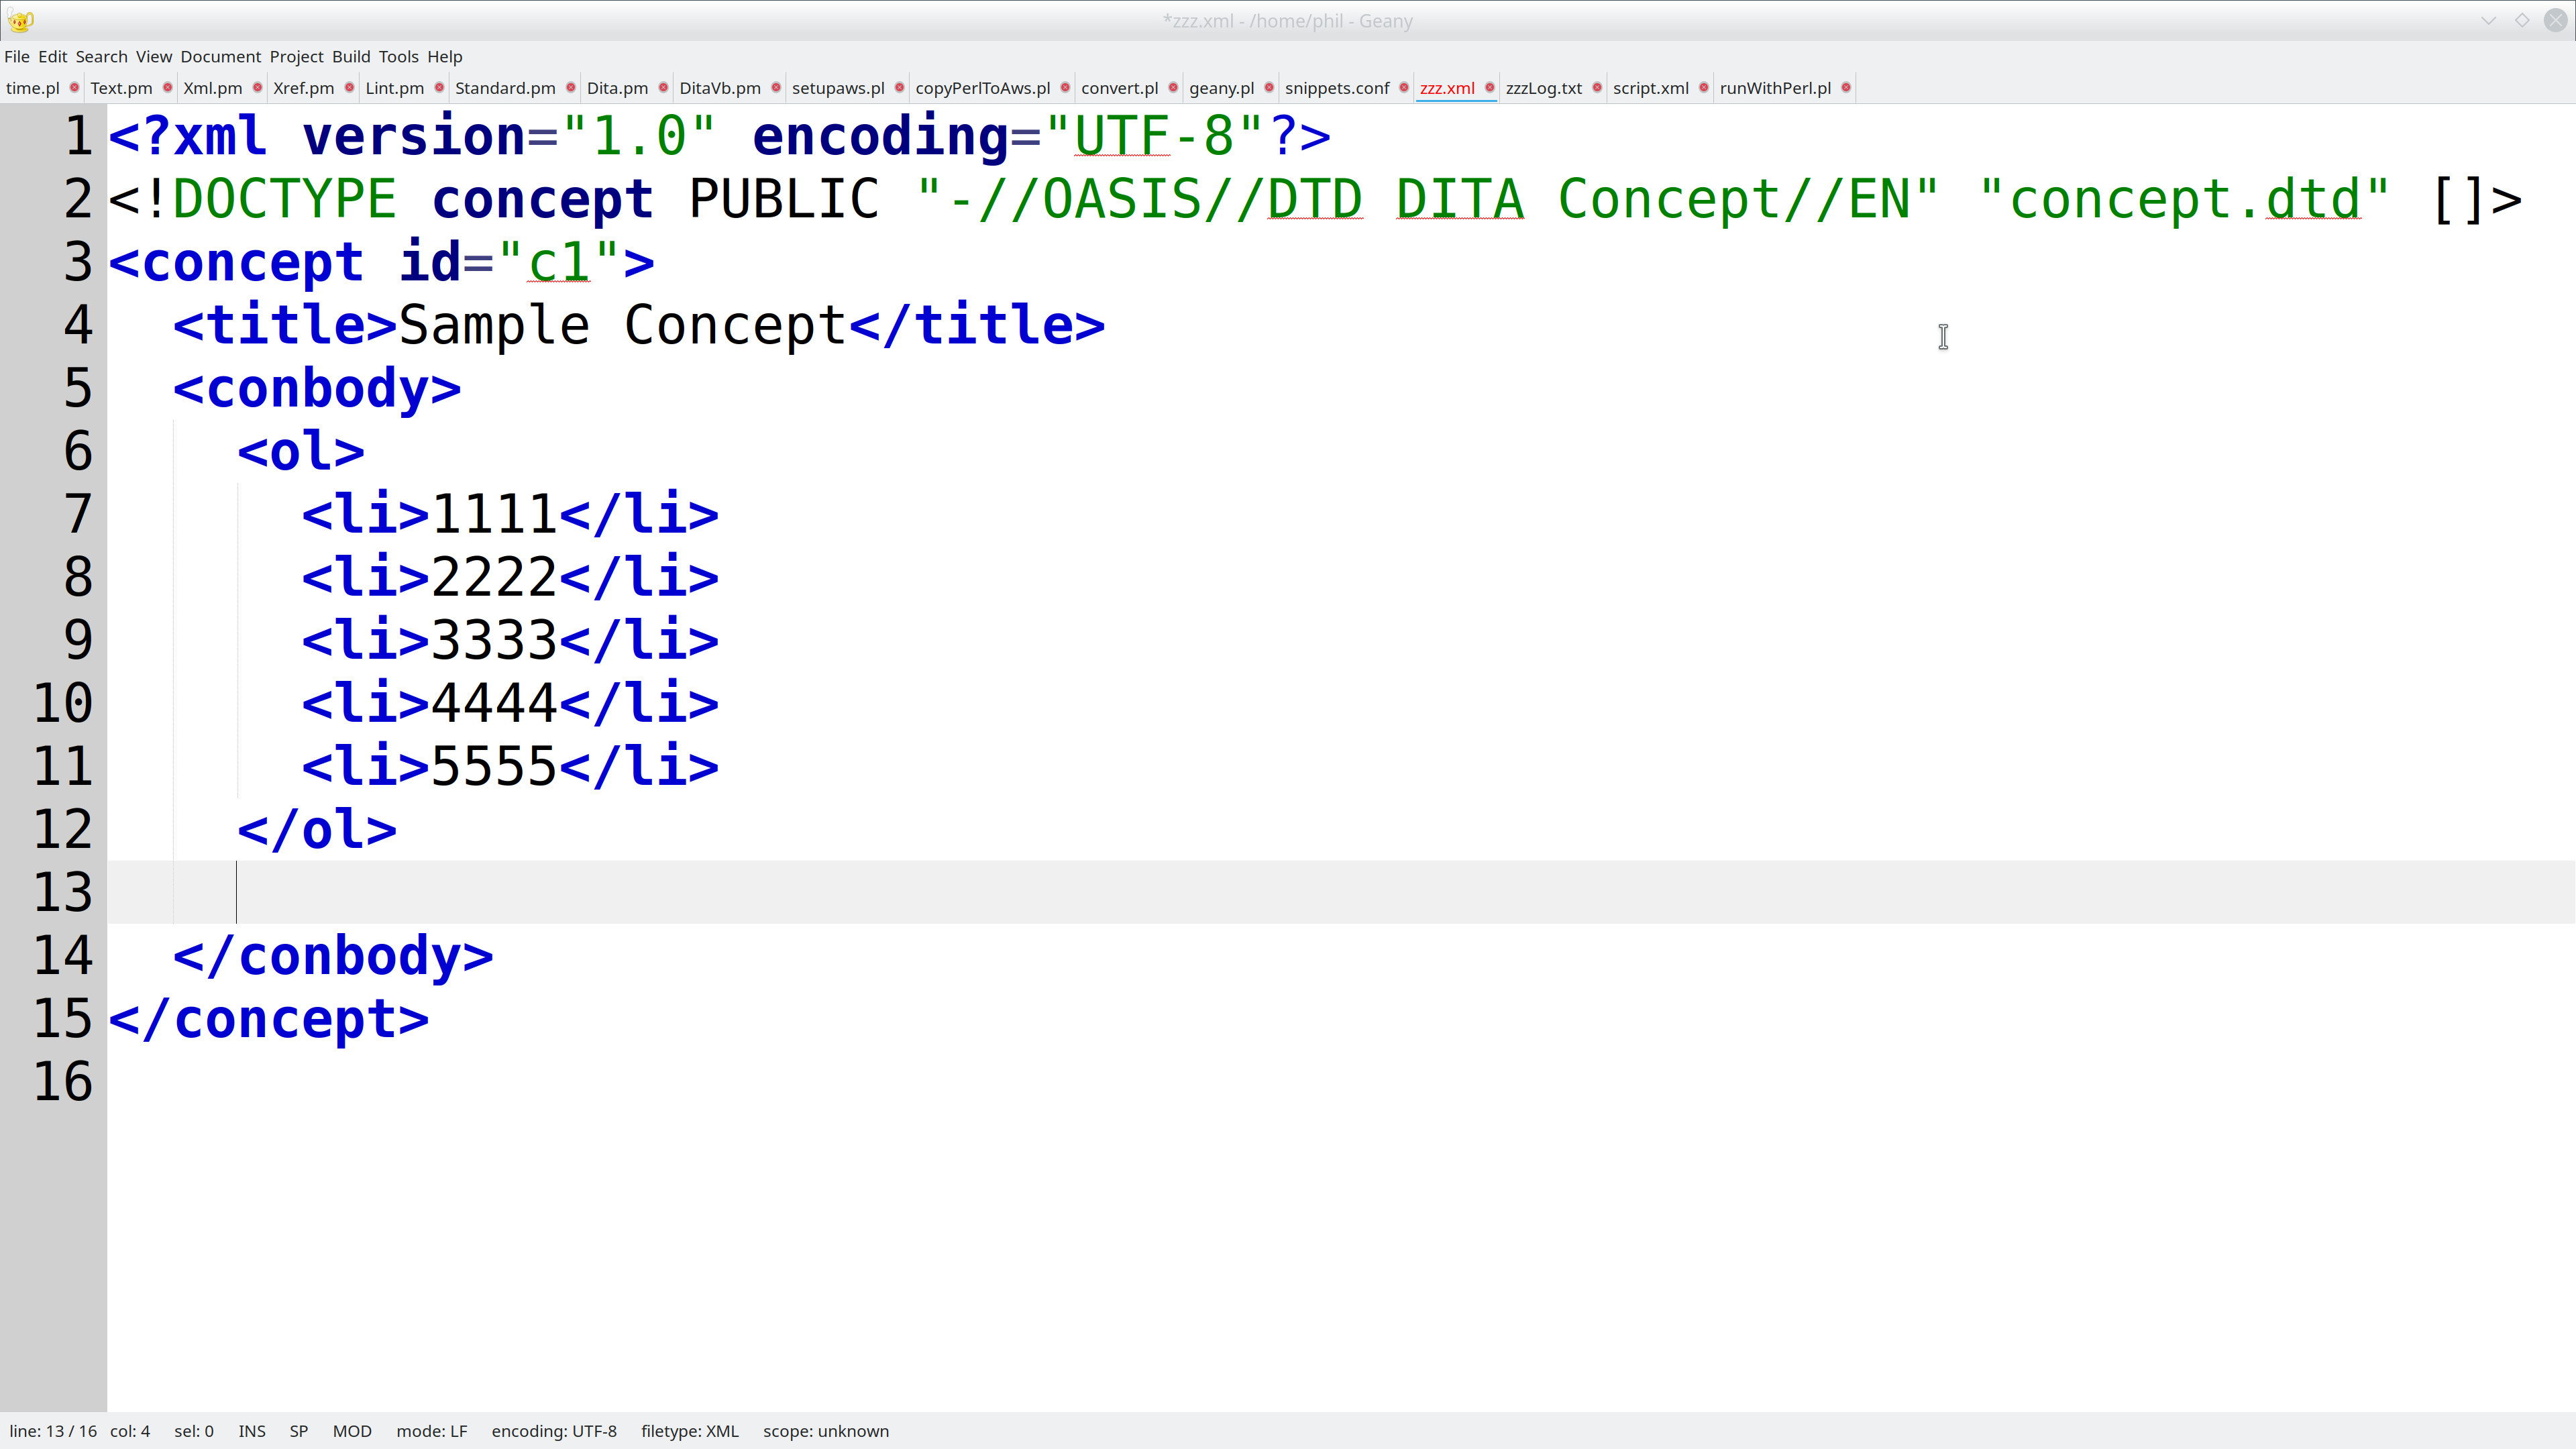 *zzz.xml - /home/phil - Geany
File Edit Search View Document Project Build Tools Help
time.pl Text.pm Xml.pm Xref.pm Lint.pm Standard.pm Dita.pm DitaVb.pm setupaws.pl copyPerlToAws.pl convert.pl geany.pl snippets.conf zzz.xml zzzLog.txt script.xml runWithPerl.pl
1 <?xml version="1.0" encoding="UTF-8"?>
2 <!DOCTYPE concept PUBLIC "-//OASIS//DTD DITA Concept//EN" "concept.dtd" []>
3 <concept id="c1">
4   <title>Sample Concept</title>
5   <conbody>
6     <ol>
7       <li>1111</li>
8       <li>2222</li>
9       <li>3333</li>
10       <li>4444</li>
11       <li>5555</li>
12     </ol>
13
14   </conbody>
15 </concept>
16
line: 13 / 16 col: 4 sel: 0 INS SP MOD mode: LF encoding: UTF-8 filetype: XML scope: unknown